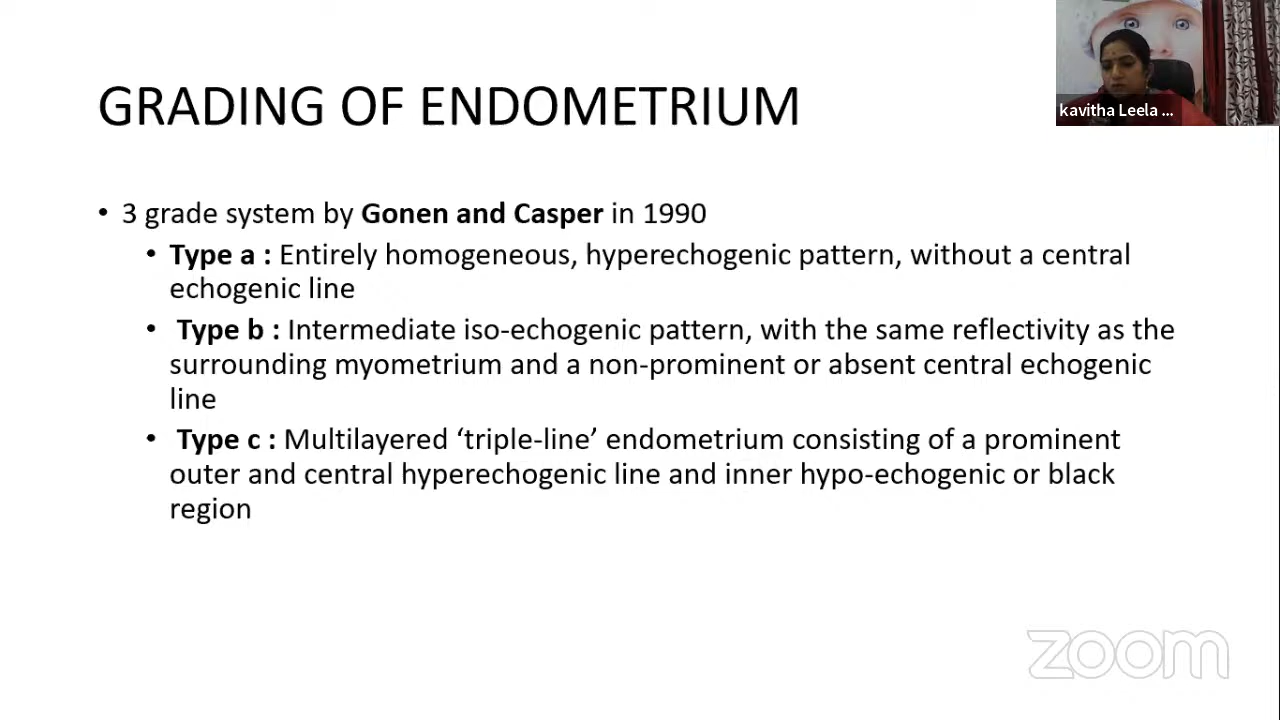 GRADING OF ENDOMETRIUM
kavitha Leela ...
• 3 grade system by Gonen and Casper in 1990
• Type a : Entirely homogeneous, hyperechogenic pattern, without a central
echogenic line
• Type b : Intermediate iso-echogenic pattern, with the same reflectivity as the
surrounding myometrium and a non-prominent or absent central echogenic
line
• Type c : Multilayered ‘triple-line’ endometrium consisting of a prominent
outer and central hyperechogenic line and inner hypo-echogenic or black
region
zoom